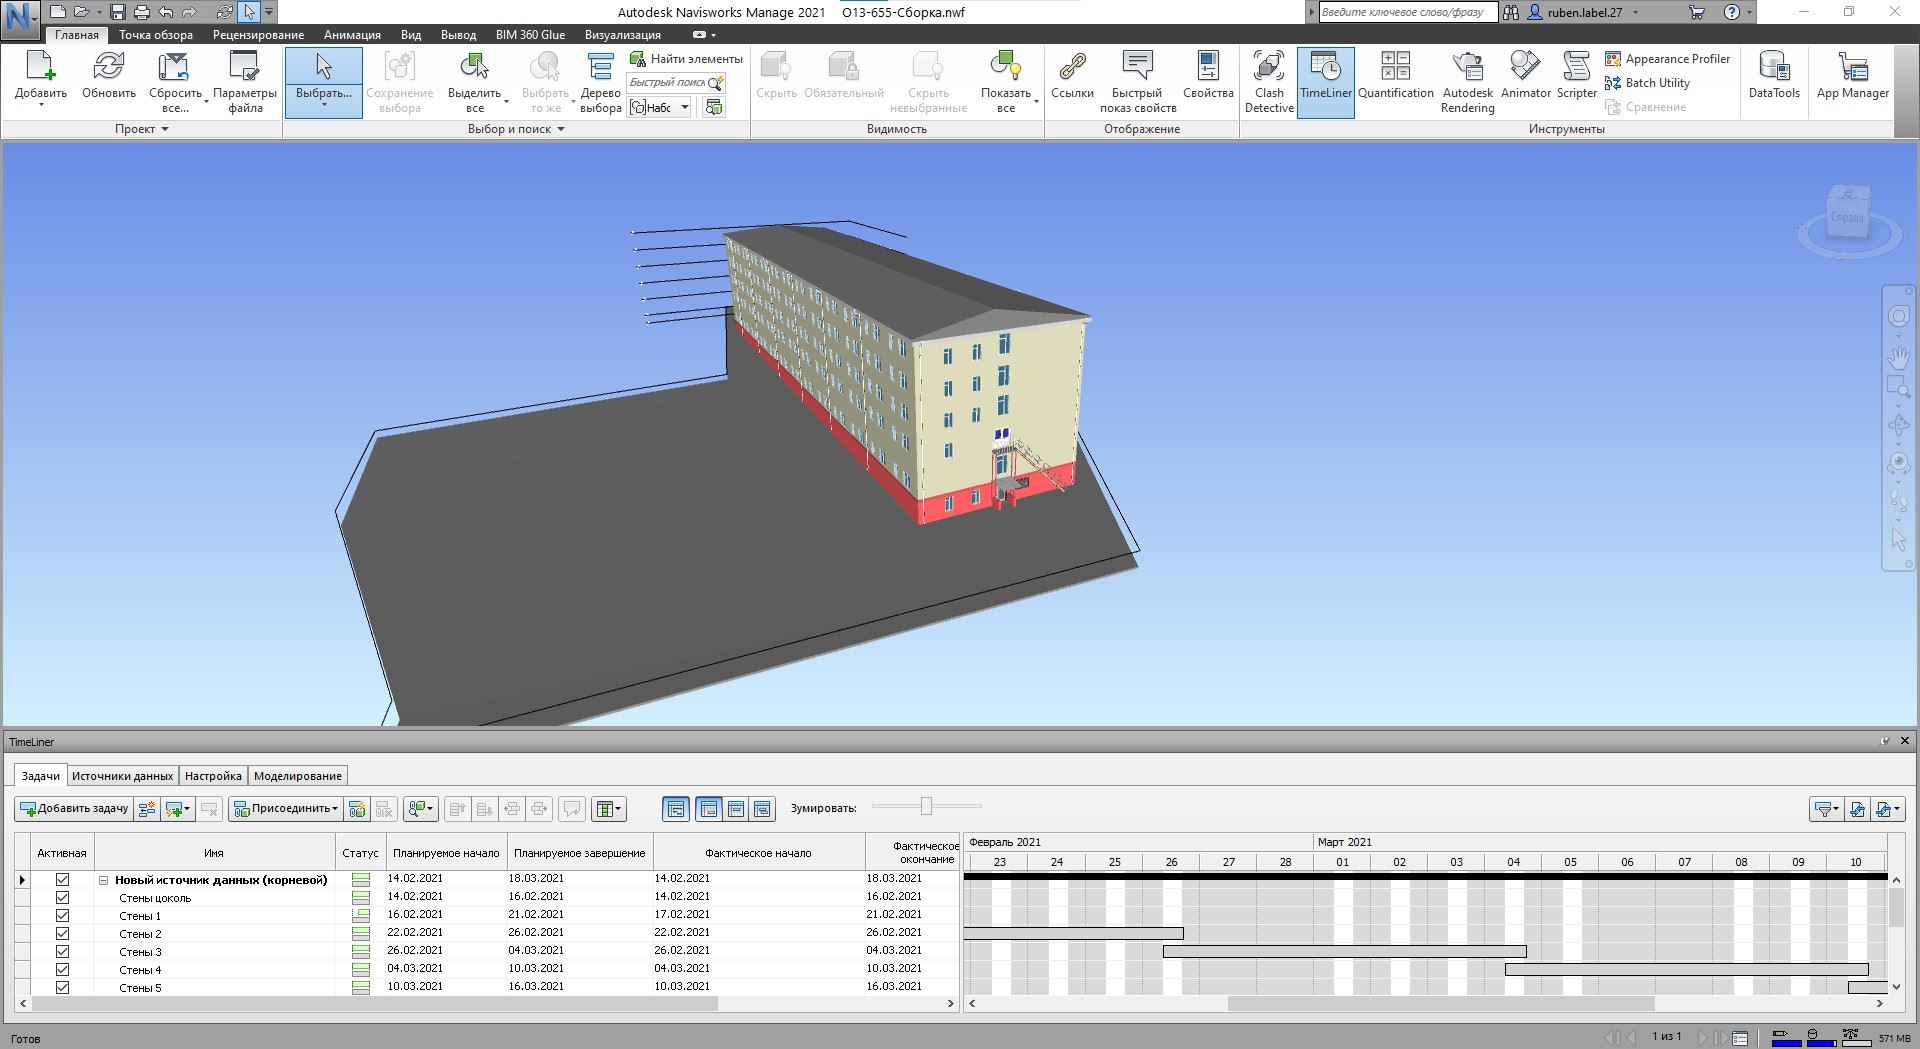 Autodesk Navisworks Manage 2021 О13-655-Сборка.nwf
Введите ключевое слово/фразу
ruben.label.27
Главная Точка обзора Рецензирование Анимация Вид Вывод BIM 360 Glue Визуализация
Добавить
Обновить
Сбросить все...
Параметры файла
Проект
Выбрать...
Сохранение выбора
Выделить все
Выбрать то же
Дерево выбора
Найти элементы
Быстрый поиск
Набс
Выбор и поиск
Скрыть
Обязательный
Скрыть невыбранные
Показать все
Видимость
Ссылки
Быстрый показ свойств
Свойства
Отображение
Clash Detective
TimeLiner
Quantification
Autodesk Rendering
Animator
Scripter
Appearance Profiler
Batch Utility
Сравнение
Инструменты
DataTools
App Manager
Справа
TimeLiner
Задачи Источники данных Настройка Моделирование
Добавить задачу Присоединить Зумировать:
Активная Имя Статус Планируемое начало Планируемое завершение Фактическое начало Фактическое окончание
Февраль 2021 Март 2021
23 24 25 26 27 28 01 02 03 04 05 06 07 08 09 10
Новый источник данных (корневой) 14.02.2021 18.03.2021 14.02.2021 18.03.2021
Стены цоколь 14.02.2021 16.02.2021 14.02.2021 16.02.2021
Стены 1 16.02.2021 21.02.2021 17.02.2021 21.02.2021
Стены 2 22.02.2021 26.02.2021 22.02.2021 26.02.2021
Стены 3 26.02.2021 04.03.2021 26.02.2021 04.03.2021
Стены 4 04.03.2021 10.03.2021 04.03.2021 10.03.2021
Стены 5 10.03.2021 16.03.2021 10.03.2021 16.03.2021
Готов
1 из 1
571 MB